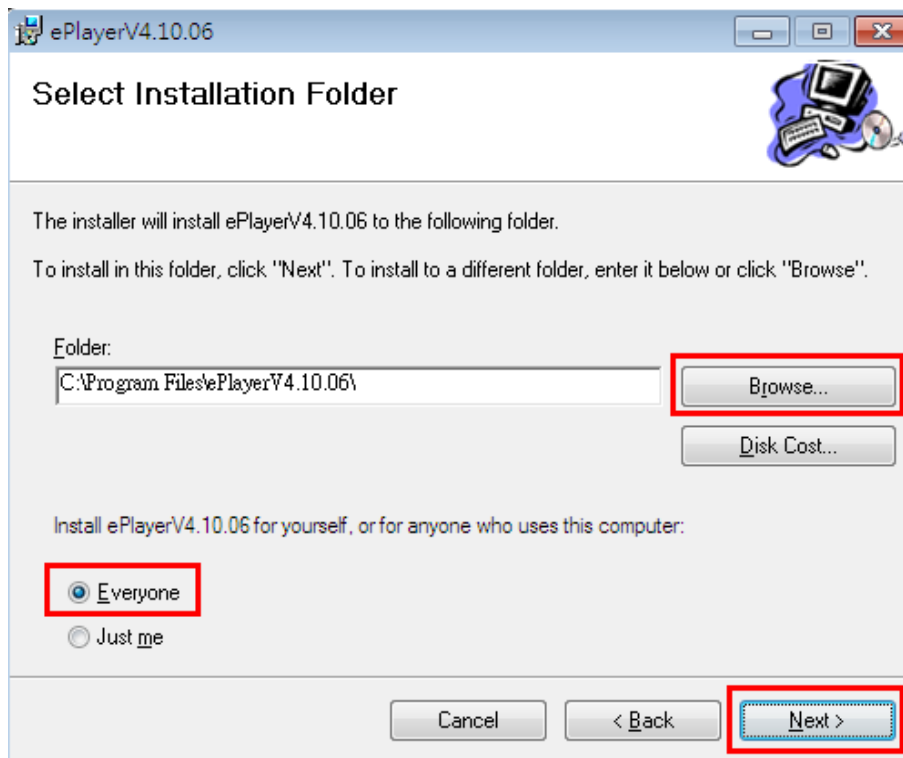 ePlayerV4.10.06
Select Installation Folder
The installer will install ePlayerV4.10.06 to the following folder.
To install in this folder, click "Next". To install to a different folder, enter it below or click "Browse".
Folder:
C:\Program Files\ePlayerV4.10.06\
Browse...
Disk Cost...
Install ePlayerV4.10.06 for yourself, or for anyone who uses this computer:
Everyone
Just me
Cancel < Back Next >